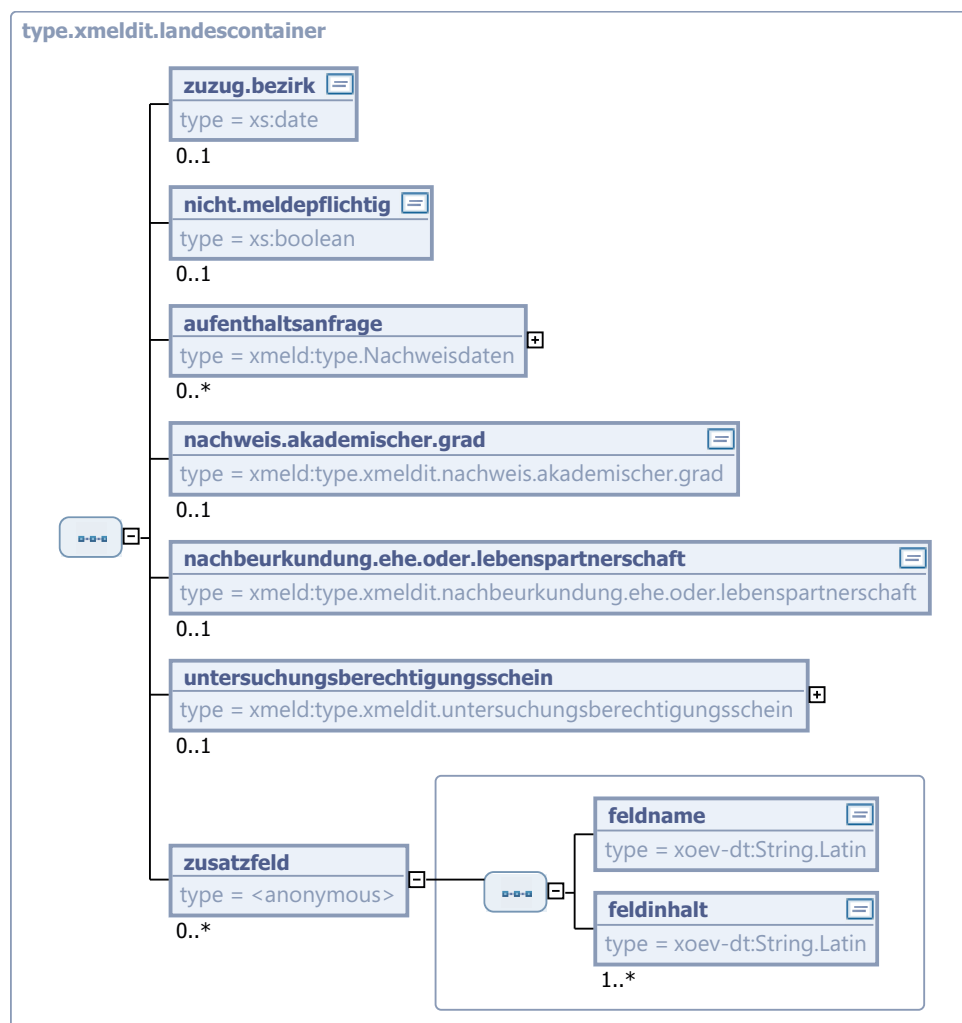 type.xmeldit.landescontainer
zuzug.bezirk
type = xs:date
0..1
nicht.meldepflichtig
type = xs:boolean
0..1
aufenthaltsanfrage
type = xmeld:type.Nachweisdaten
0..*
nachweis.akademischer.grad
type = xmeld:type.xmeldit.nachweis.akademischer.grad
0..1
nachbeurkundung.ehe.oder.lebenspartnerschaft
type = xmeld:type.xmeldit.nachbeurkundung.ehe.oder.lebenspartnerschaft
0..1
untersuchungsberechtigungsschein
type = xmeld:type.xmeldit.untersuchungsberechtigungsschein
0..1
zusatzfeld
type = <anonymous>
0..*
feldname
type = xoev-dt:String.Latin
feldinhalt
type = xoev-dt:String.Latin
1..*